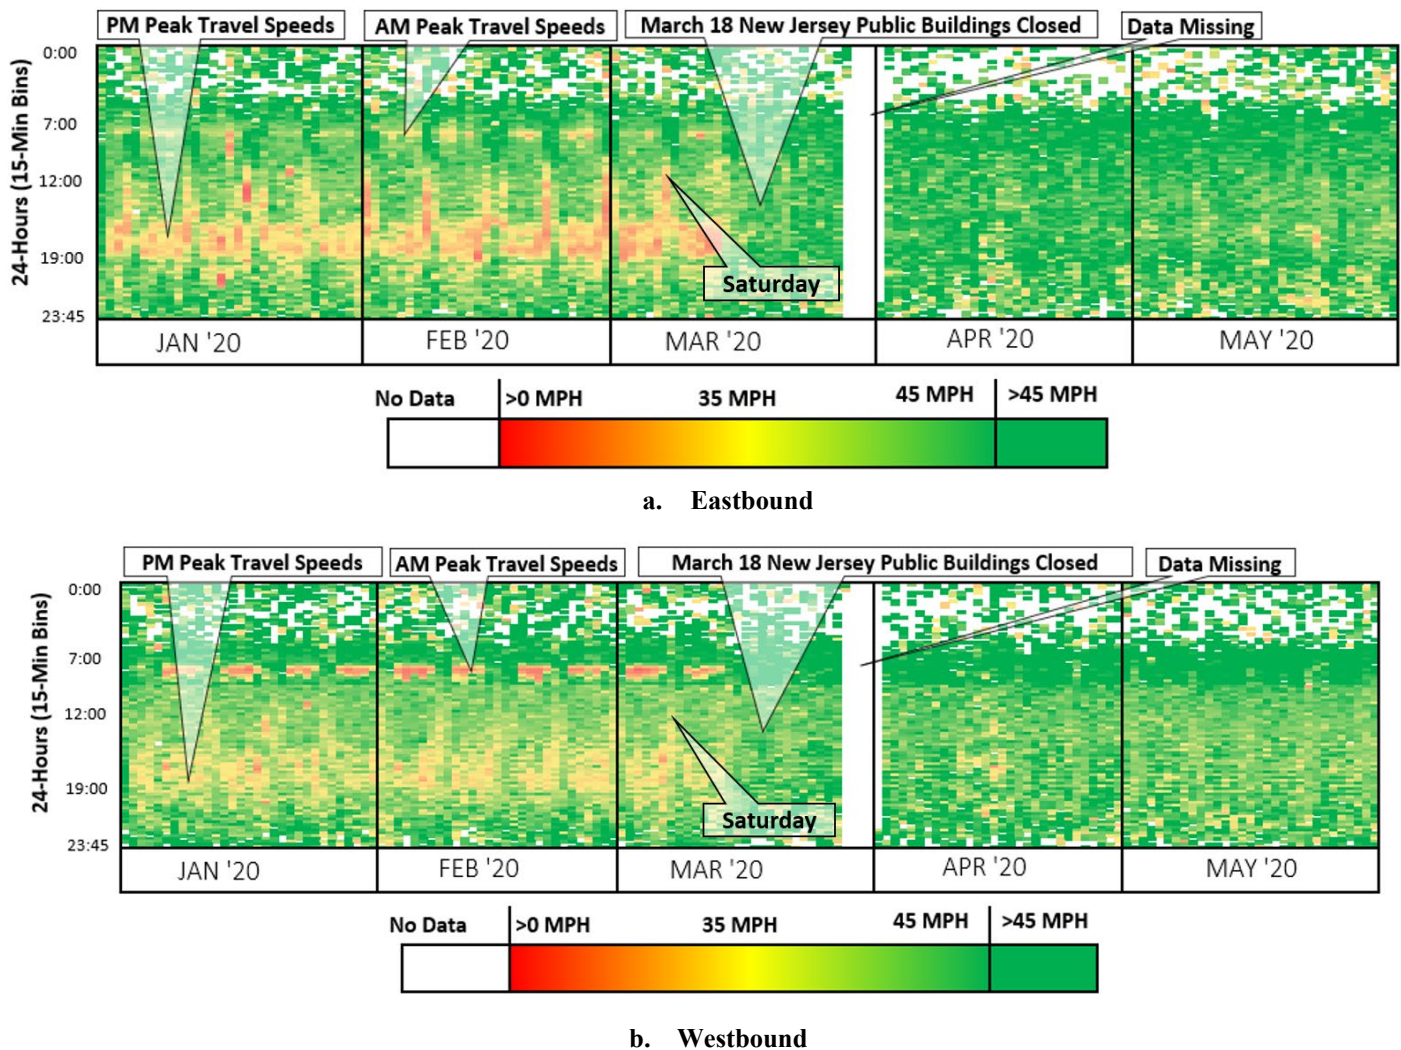 PM Peak Travel Speeds
AM Peak Travel Speeds
March 18 New Jersey Public Buildings Closed
Data Missing
24-Hours (15-Min Bins)
0:00
7:00
12:00
19:00
23:45
Saturday
JAN '20
FEB '20
MAR '20
APR '20
MAY '20
No Data
>0 MPH
35 MPH
45 MPH
>45 MPH
a. Eastbound
PM Peak Travel Speeds
AM Peak Travel Speeds
March 18 New Jersey Public Buildings Closed
Data Missing
24-Hours (15-Min Bins)
0:00
7:00
12:00
19:00
23:45
Saturday
JAN '20
FEB '20
MAR '20
APR '20
MAY '20
No Data
>0 MPH
35 MPH
45 MPH
>45 MPH
b. Westbound